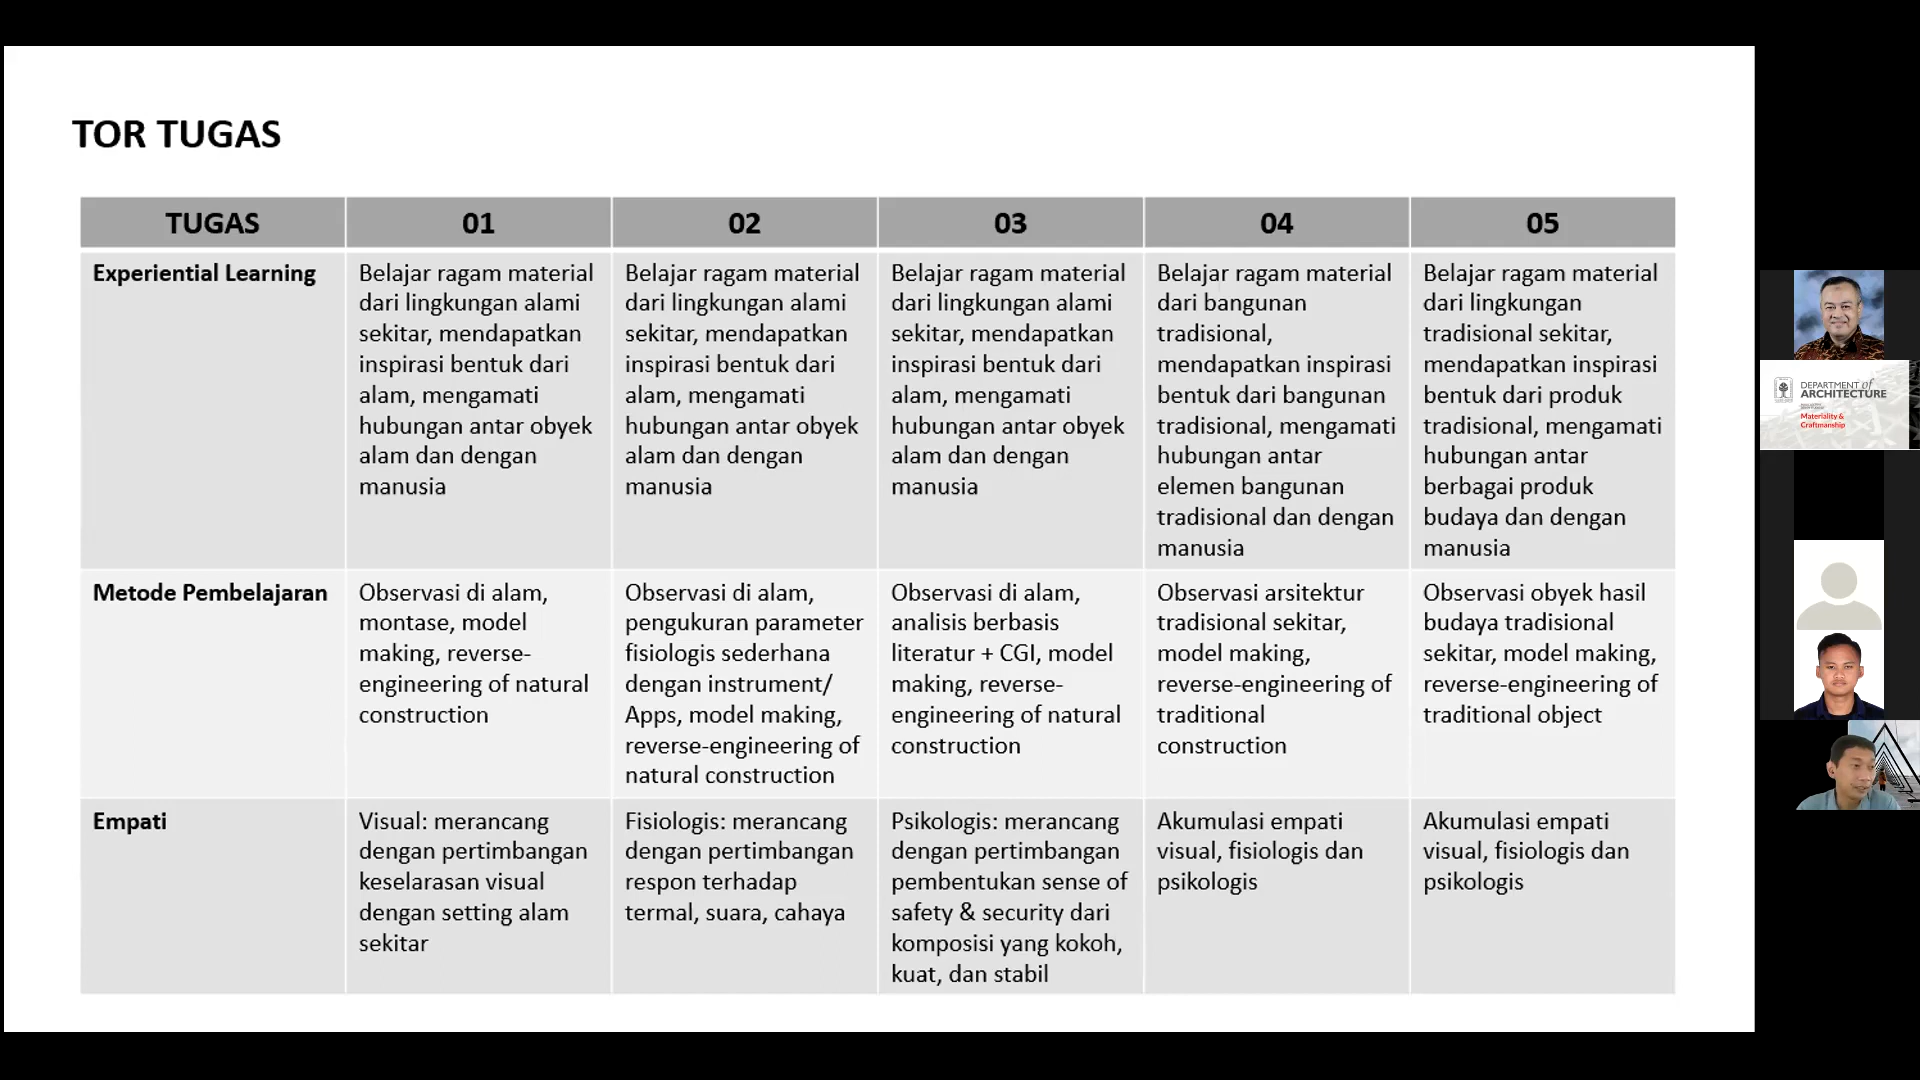 TOR TUGAS
TUGAS
01
02
03
04
05
Experiential Learning
Belajar ragam material
dari lingkungan alami
sekitar, mendapatkan
inspirasi bentuk dari
alam, mengamati
hubungan antar obyek
alam dan dengan
manusia
Belajar ragam material
dari lingkungan alami
sekitar, mendapatkan
inspirasi bentuk dari
alam, mengamati
hubungan antar obyek
alam dan dengan
manusia
Belajar ragam material
dari lingkungan alami
sekitar, mendapatkan
inspirasi bentuk dari
alam, mengamati
hubungan antar obyek
alam dan dengan
manusia
Belajar ragam material
dari bangunan
tradisional,
mendapatkan inspirasi
bentuk dari bangunan
tradisional, mengamati
hubungan antar
elemen bangunan
tradisional dan dengan
manusia
Belajar ragam material
dari lingkungan
tradisional sekitar,
mendapatkan inspirasi
bentuk dari produk
tradisional, mengamati
hubungan antar
berbagai produk
budaya dan dengan
manusia
Metode Pembelajaran
Observasi di alam,
montase, model
making, reverse-
engineering of natural
construction
Observasi di alam,
pengukuran parameter
fisiologis sederhana
dengan instrument/
Apps, model making,
reverse-engineering of
natural construction
Observasi di alam,
analisis berbasis
literatur + CGI, model
making, reverse-
engineering of natural
construction
Observasi arsitektur
tradisional sekitar,
model making,
reverse-engineering of
traditional
construction
Observasi obyek hasil
budaya tradisional
sekitar, model making,
reverse-engineering of
traditional object
Empati
Visual: merancang
dengan pertimbangan
keselarasan visual
dengan setting alam
sekitar
Fisiologis: merancang
dengan pertimbangan
respon terhadap
termal, suara, cahaya
Psikologis: merancang
dengan pertimbangan
pembentukan sense of
safety & security dari
komposisi yang kokoh,
kuat, dan stabil
Akumulasi empati
visual, fisiologis dan
psikologis
Akumulasi empati
visual, fisiologis dan
psikologis
DEPARTMENT of
ARCHITECTURE
Materiality &
Craftmanship